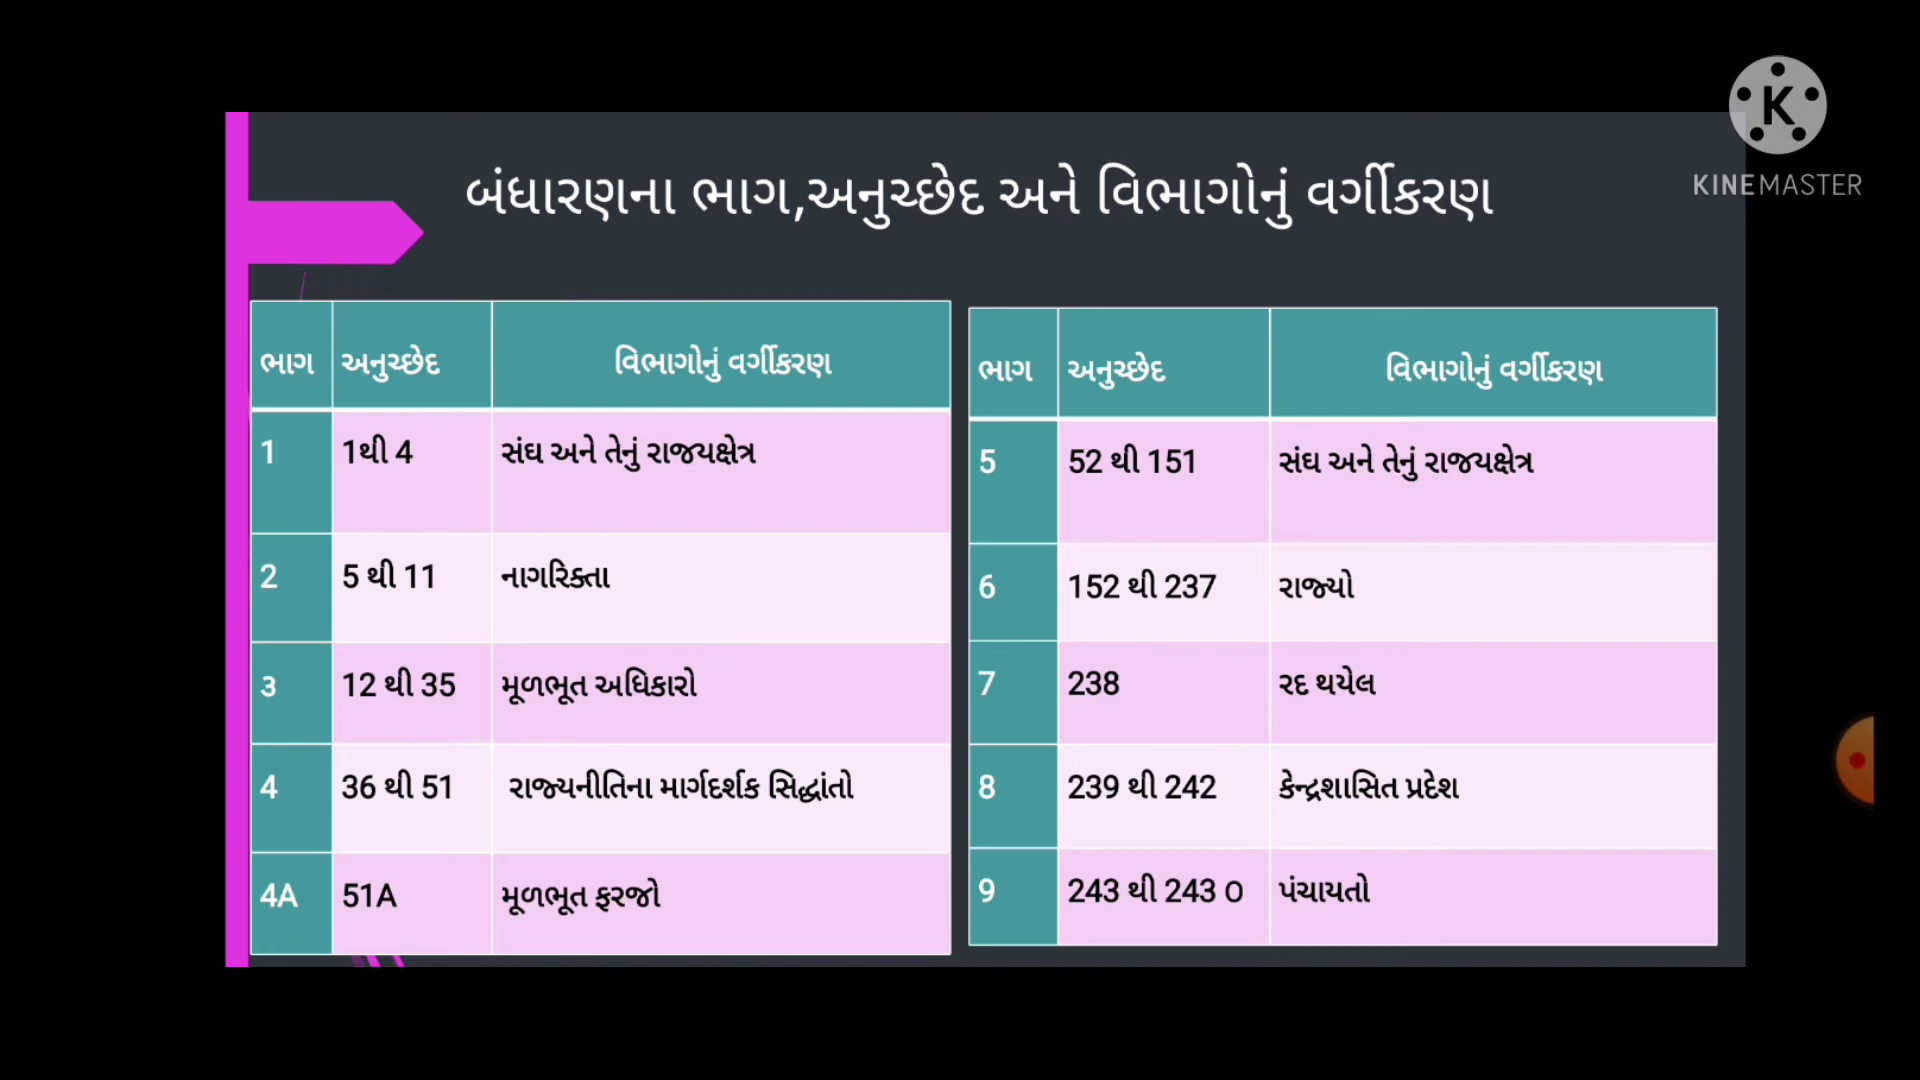 K
KINEMASTER
બંધારણના ભાગ,અનુચ્છેદ અને વિભાગોનું વર્ગીકરણ
ભાગ અનુચ્છેદ વિભાગોનું વર્ગીકરણ
1 1થી 4 સંઘ અને તેનું રાજ્યક્ષેત્ર
2 5 થી 11 નાગરિક્તા
3 12 થી 35 મૂળભૂત અધિકારો
4 36 થી 51 રાજ્યનીતિના માર્ગદર્શક સિદ્ધાંતો
4A 51A મૂળભૂત ફરજો
ભાગ અનુચ્છેદ વિભાગોનું વર્ગીકરણ
5 52 થી 151 સંઘ અને તેનું રાજ્યક્ષેત્ર
6 152 થી 237 રાજ્યો
7 238 રદ થયેલ
8 239 થી 242 કેન્દ્રશાસિત પ્રદેશ
9 243 થી 243 O પંચાયતો